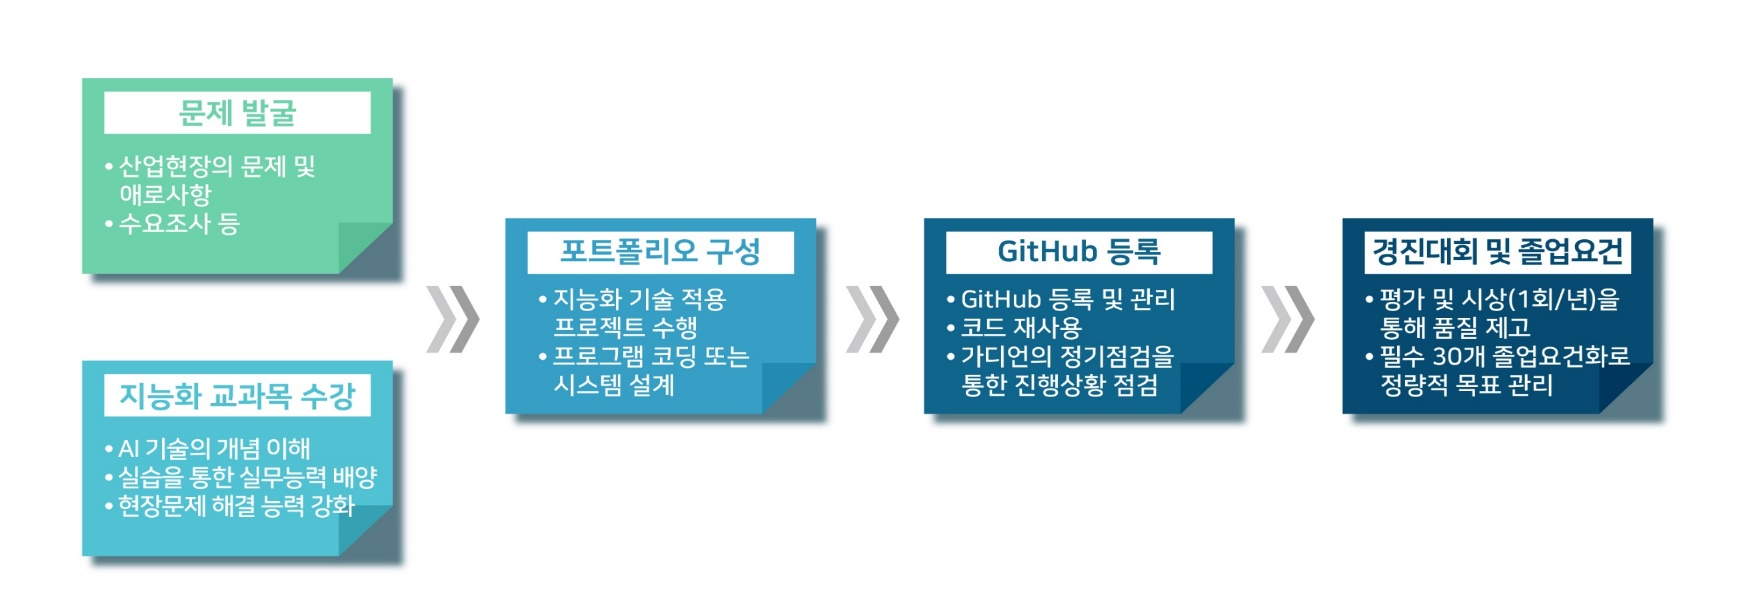 문제 발굴
• 산업현장의 문제 및
애로사항
• 수요조사 등
지능화 교과목 수강
• AI 기술의 개념 이해
• 실습을 통한 실무능력 배양
• 현장문제 해결 능력 강화
포트폴리오 구성
• 지능화 기술 적용
프로젝트 수행
• 프로그램 코딩 또는
시스템 설계
GitHub 등록
• GitHub 등록 및 관리
• 코드 재사용
• 가디언의 정기점검을
통한 진행상황 점검
경진대회 및 졸업요건
• 평가 및 시상(1회/년)을
통해 품질 제고
• 필수 30개 졸업요건화로
정량적 목표 관리